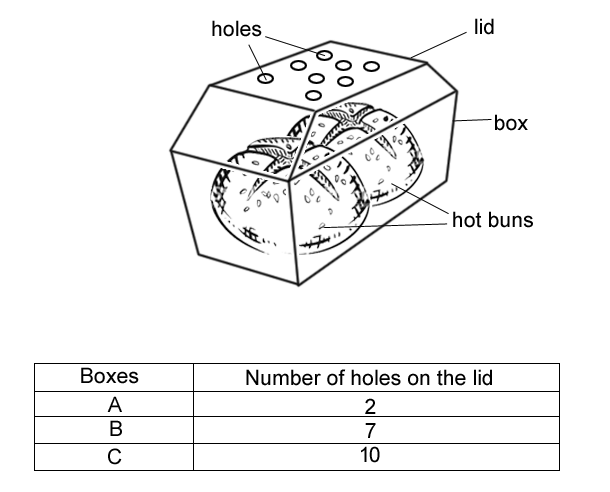 holes
lid
box
hot buns
Boxes Number of holes on the lid
A 2
B 7
C 10